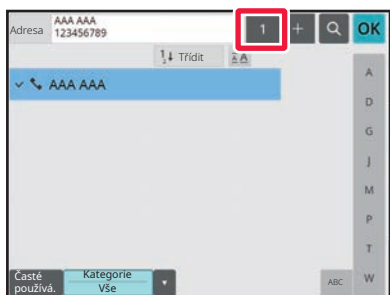 Adresa
AAA AAA
123456789
1
+
OK
Třídit
AAA AAA
A
D
G
J
M
P
T
W
Časté
používá.
Kategorie
Vše
ABC